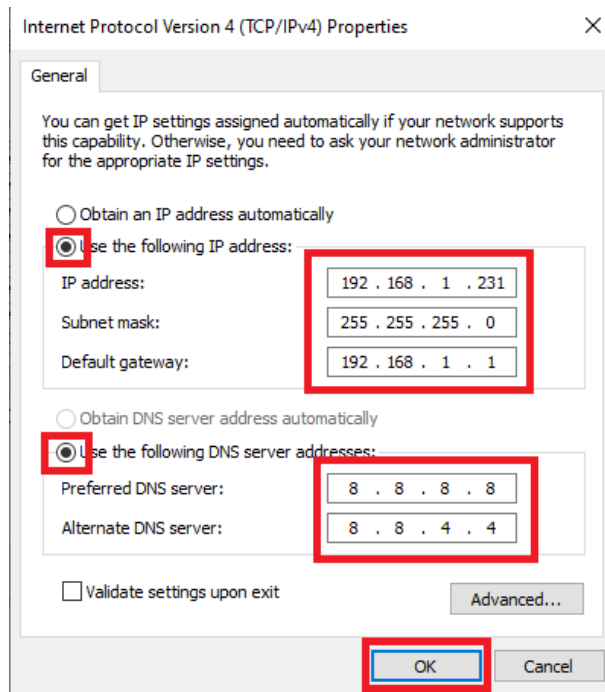 Internet Protocol Version 4 (TCP/IPv4) Properties
General
You can get IP settings assigned automatically if your network supports
this capability. Otherwise, you need to ask your network administrator
for the appropriate IP settings.
Obtain an IP address automatically
Use the following IP address:
IP address: 192 . 168 . 1 . 231
Subnet mask: 255 . 255 . 255 . 0
Default gateway: 192 . 168 . 1 . 1
Obtain DNS server address automatically
Use the following DNS server addresses:
Preferred DNS server: 8 . 8 . 8 . 8
Alternate DNS server: 8 . 8 . 4 . 4
Validate settings upon exit
Advanced...
OK Cancel